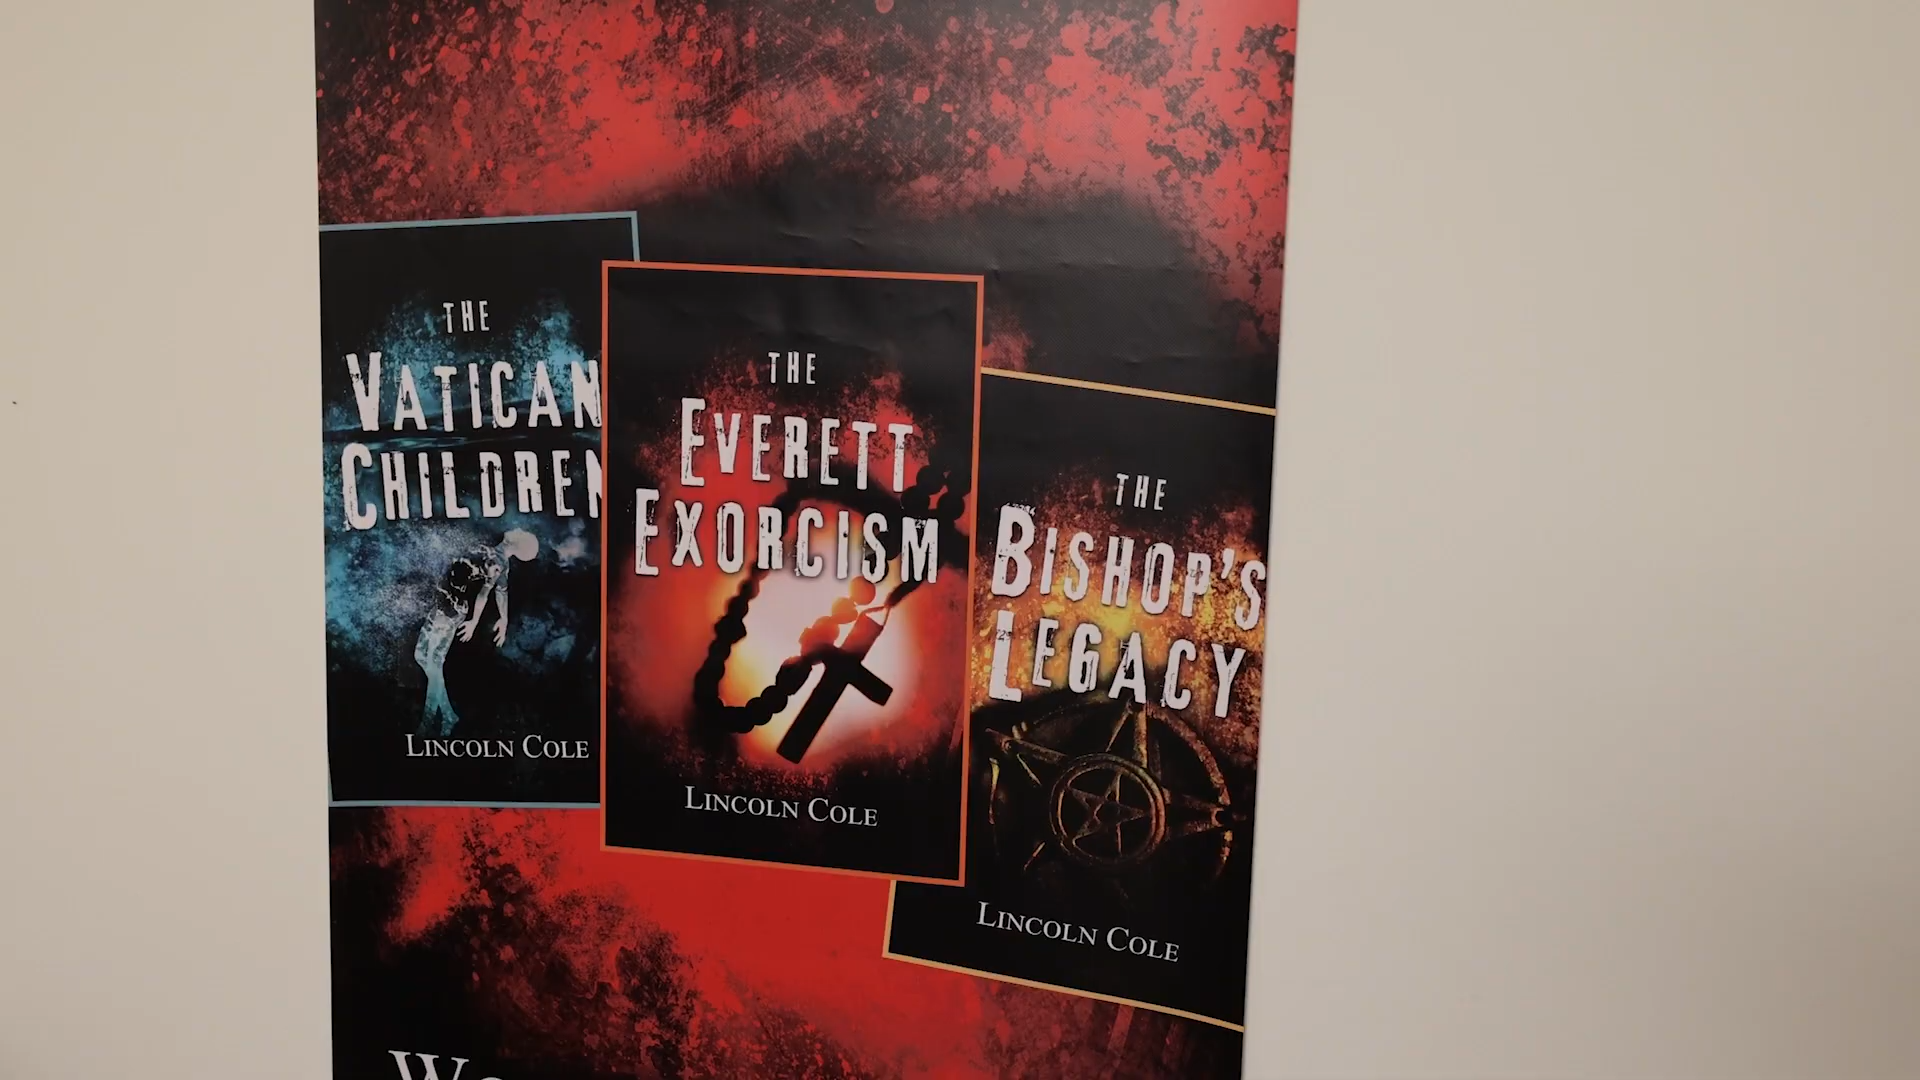 THE
VATICAN
CHILDREN
LINCOLN COLE
THE
EVERETT
EXORCISM
LINCOLN COLE
THE
BISHOP'S
LEGACY
LINCOLN COLE